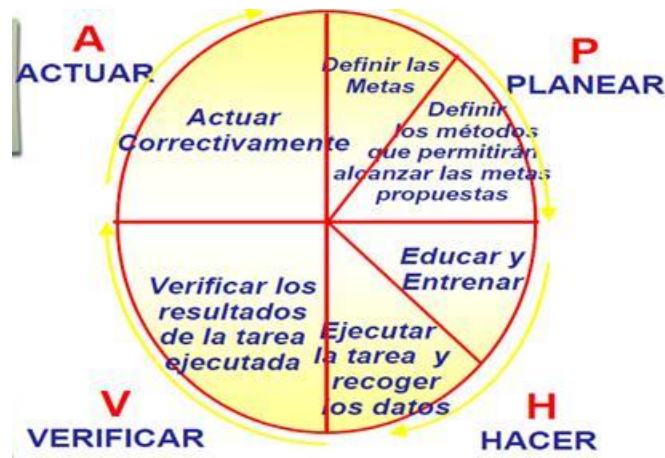 A
ACTUAR
P
PLANEAR
Definir las
Metas
Definir
los métodos
que permitirán
alcanzar las metas
propuestas
Actuar
Correctivamente
Educar y
Entrenar
Ejecutar
la tarea y
recoger
los datos
Verificar los
resultados
de la tarea
ejecutada
V
VERIFICAR
H
HACER